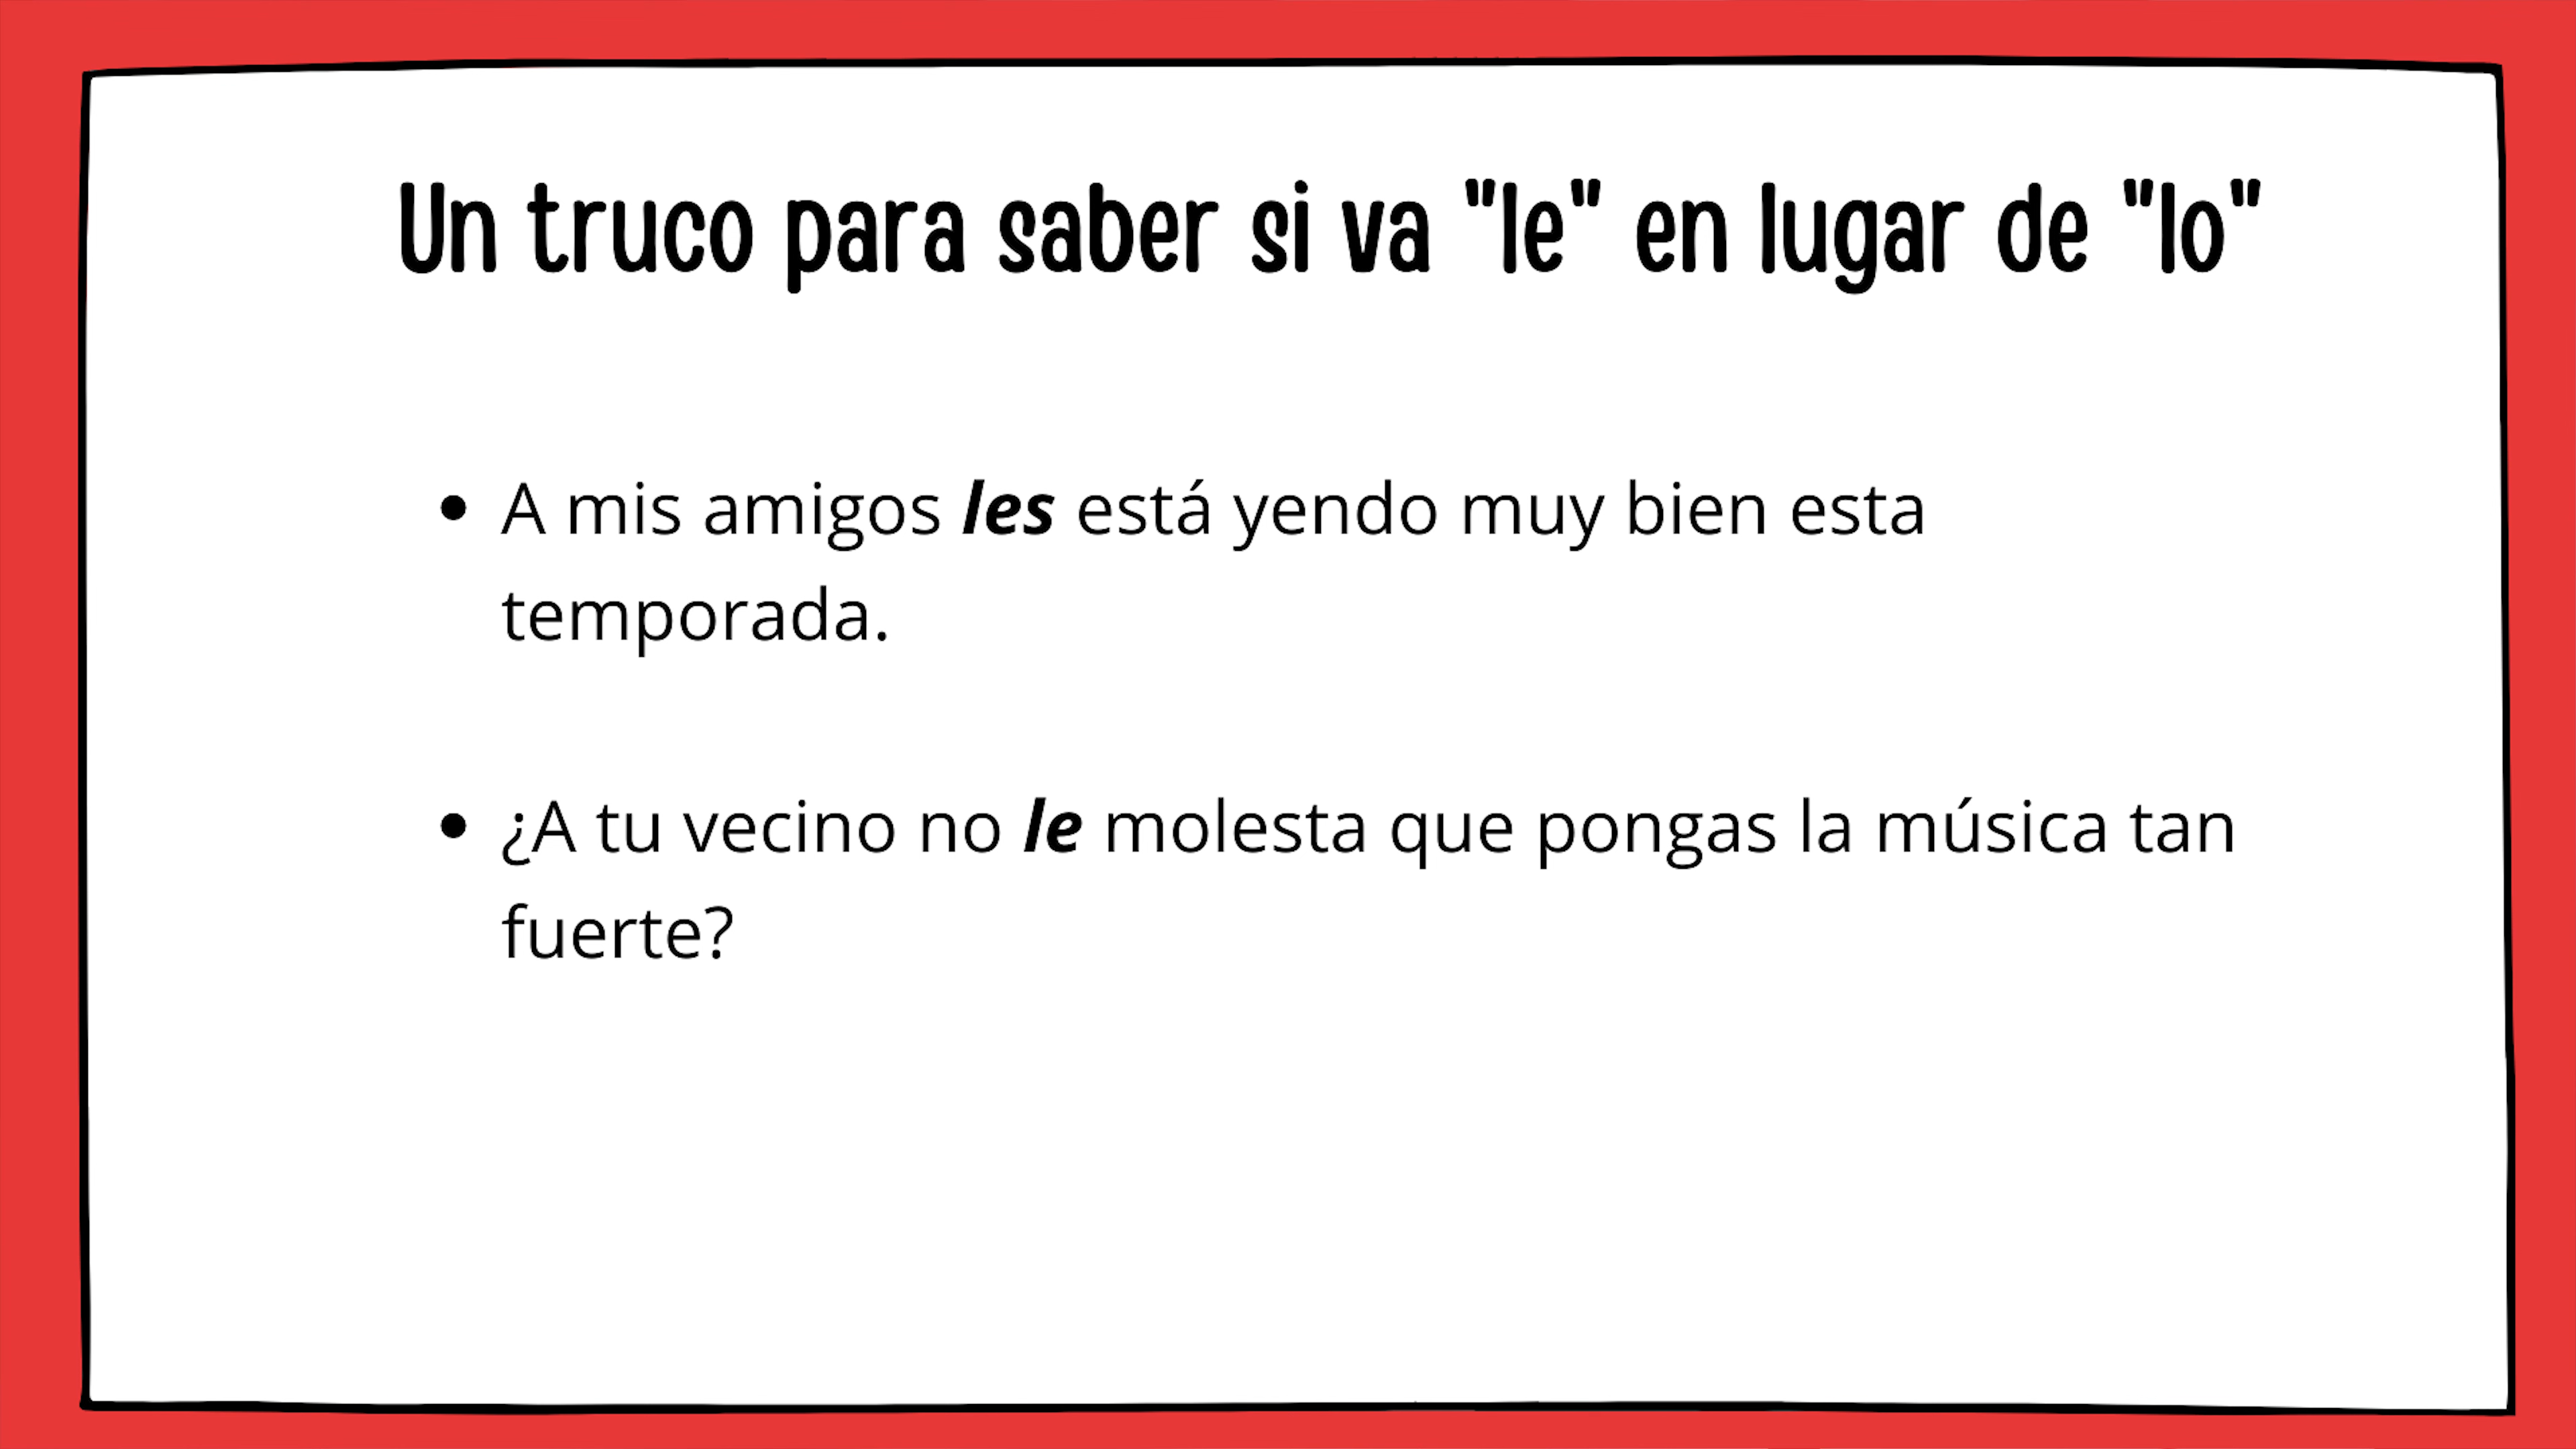 Un truco para saber si va "le" en lugar de "lo"
• A mis amigos les está yendo muy bien esta
temporada.
• ¿A tu vecino no le molesta que pongas la música tan
fuerte?